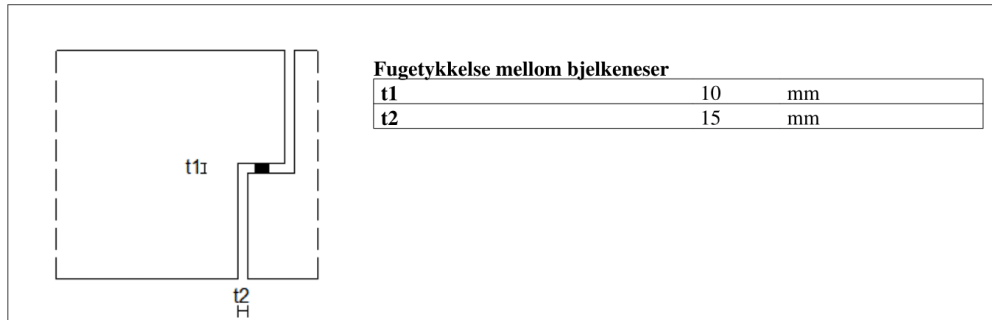 Fugetykkelse mellom bjelkeneser
t1 10 mm
t2 15 mm
t1
t2